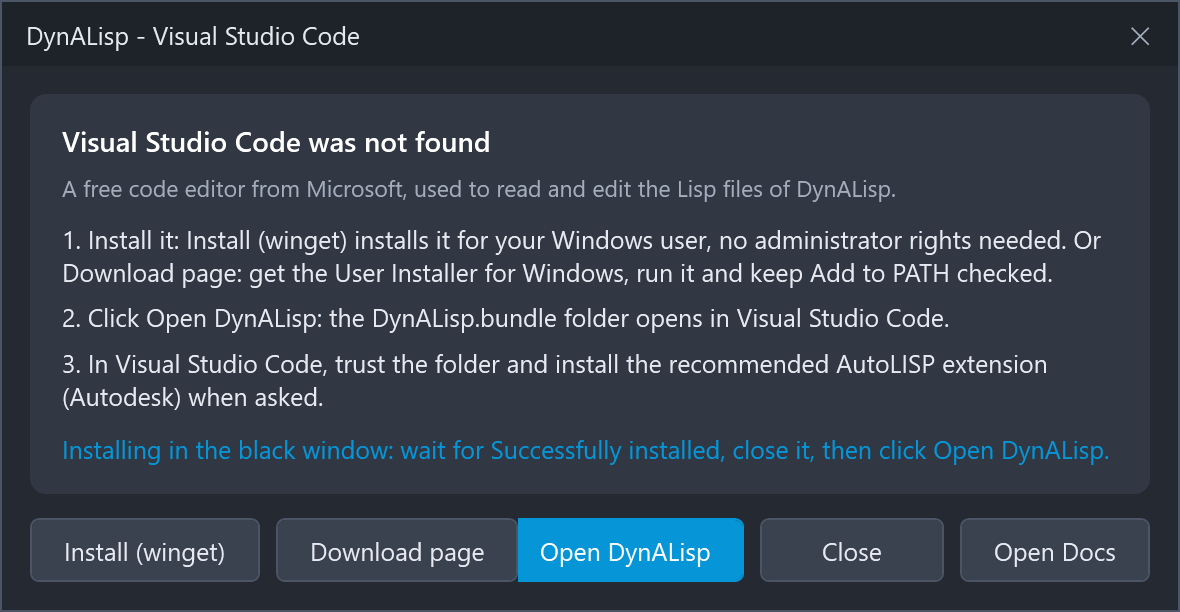 DynALisp - Visual Studio Code
Visual Studio Code was not found
A free code editor from Microsoft, used to read and edit the Lisp files of DynALisp.
1. Install it: Install (winget) installs it for your Windows user, no administrator rights needed. Or
Download page: get the User Installer for Windows, run it and keep Add to PATH checked.
2. Click Open DynALisp: the DynALisp.bundle folder opens in Visual Studio Code.
3. In Visual Studio Code, trust the folder and install the recommended AutoLISP extension
(Autodesk) when asked.
Installing in the black window: wait for Successfully installed, close it, then click Open DynALisp.
Install (winget) Download page Open DynALisp Close Open Docs